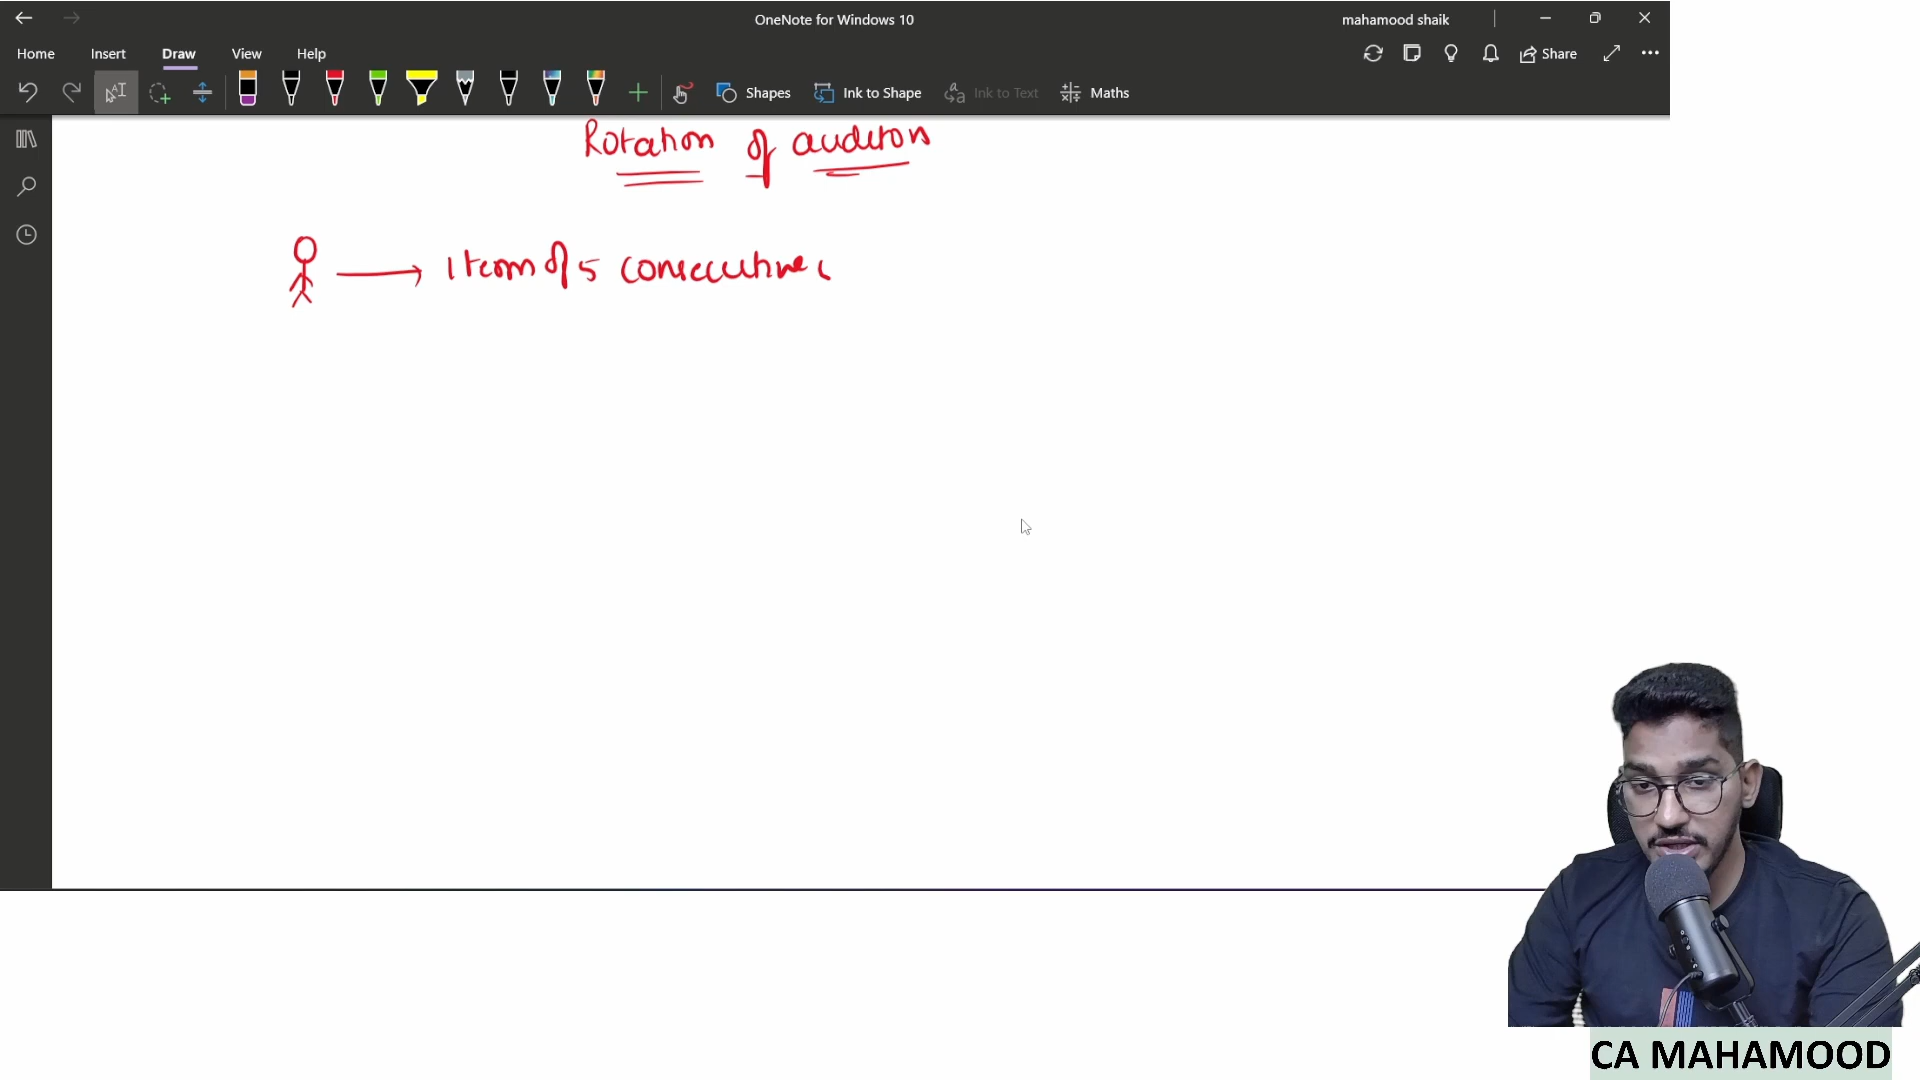 OneNote for Windows 10
mahamood shaik
Home Insert Draw View Help
Share
Shapes Ink to Shape Ink to Text Maths
Rotation of auditors
1 term of 5 consecutive
CA MAHAMOOD